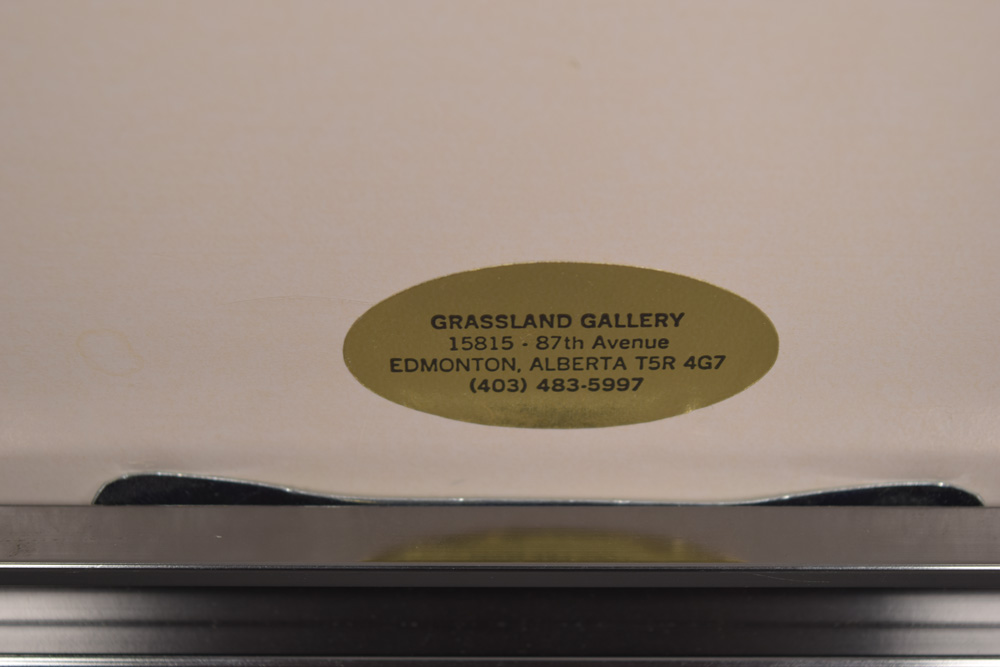 GRASSLAND GALLERY
15815 - 87th Avenue
EDMONTON, ALBERTA T5R 4G7
(403) 483-5997